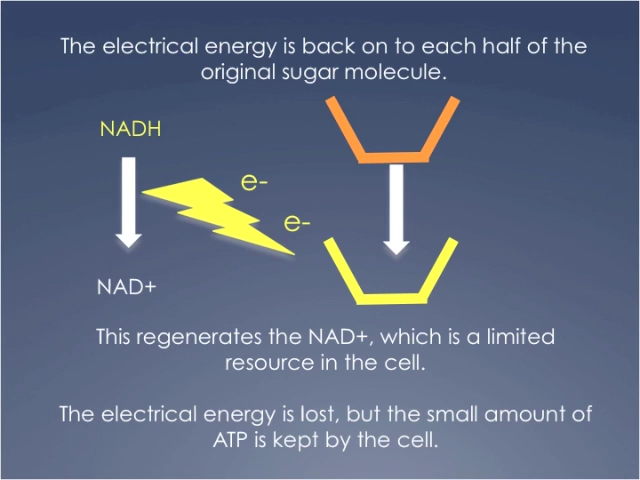 The electrical energy is back on to each half of the
original sugar molecule.
NADH
e-
e-
NAD+
This regenerates the NAD+, which is a limited
resource in the cell.
The electrical energy is lost, but the small amount of
ATP is kept by the cell.